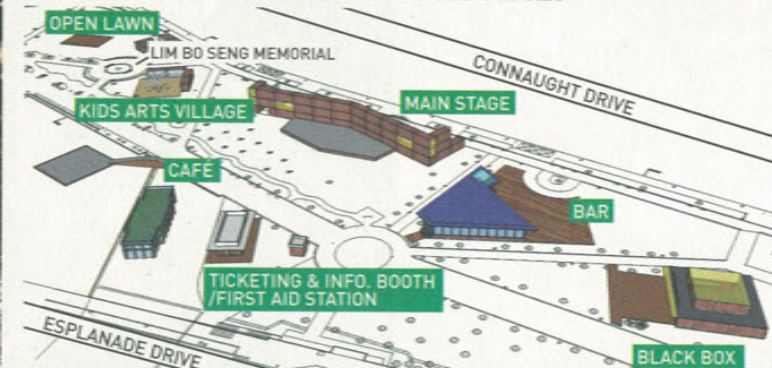 OPEN LAWN
LIM BO SENG MEMORIAL
CONNAUGHT DRIVE
KIDS ARTS VILLAGE
MAIN STAGE
CAFÉ
BAR
TICKETING & INFO. BOOTH
/FIRST AID STATION
ESPLANADE DRIVE
BLACK BOX